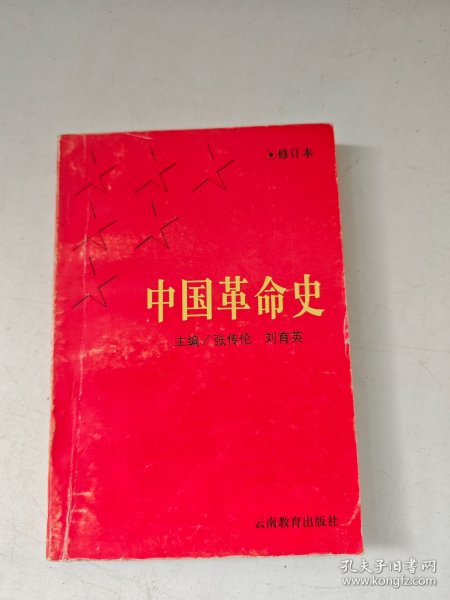 •修订本
中国革命史
主编／张传伦 刘育英
云南教育出版社
孔夫子旧书网
www.kongfz.com